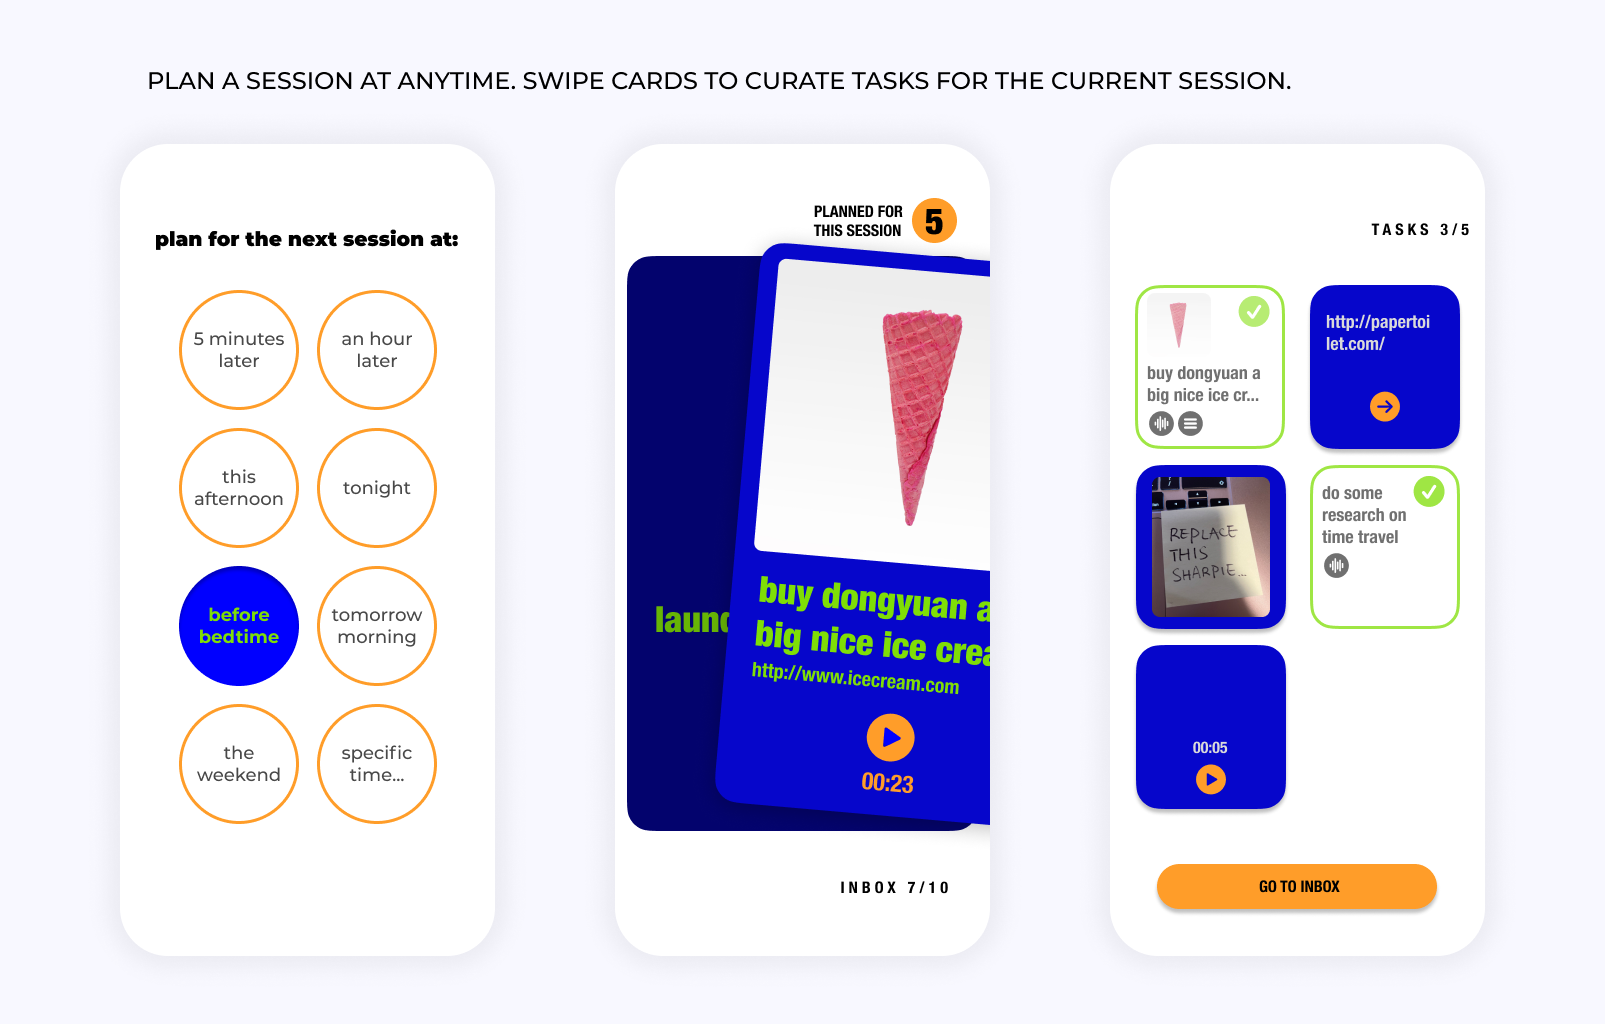 PLAN A SESSION AT ANYTIME. SWIPE CARDS TO CURATE TASKS FOR THE CURRENT SESSION.
plan for the next session at:
5 minutes
later
an hour
later
this
afternoon
tonight
before
bedtime
tomorrow
morning
the
weekend
specific
time...
PLANNED FOR
THIS SESSION
5
buy dongyuan a
big nice ice crea
http://www.icecream.com
00:23
INBOX 7/10
TASKS 3/5
buy dongyuan a
big nice ice cr...
http://papertoi
let.com/
REPLACE
THIS
SHARPIE...
do some
research on
time travel
00:05
GO TO INBOX